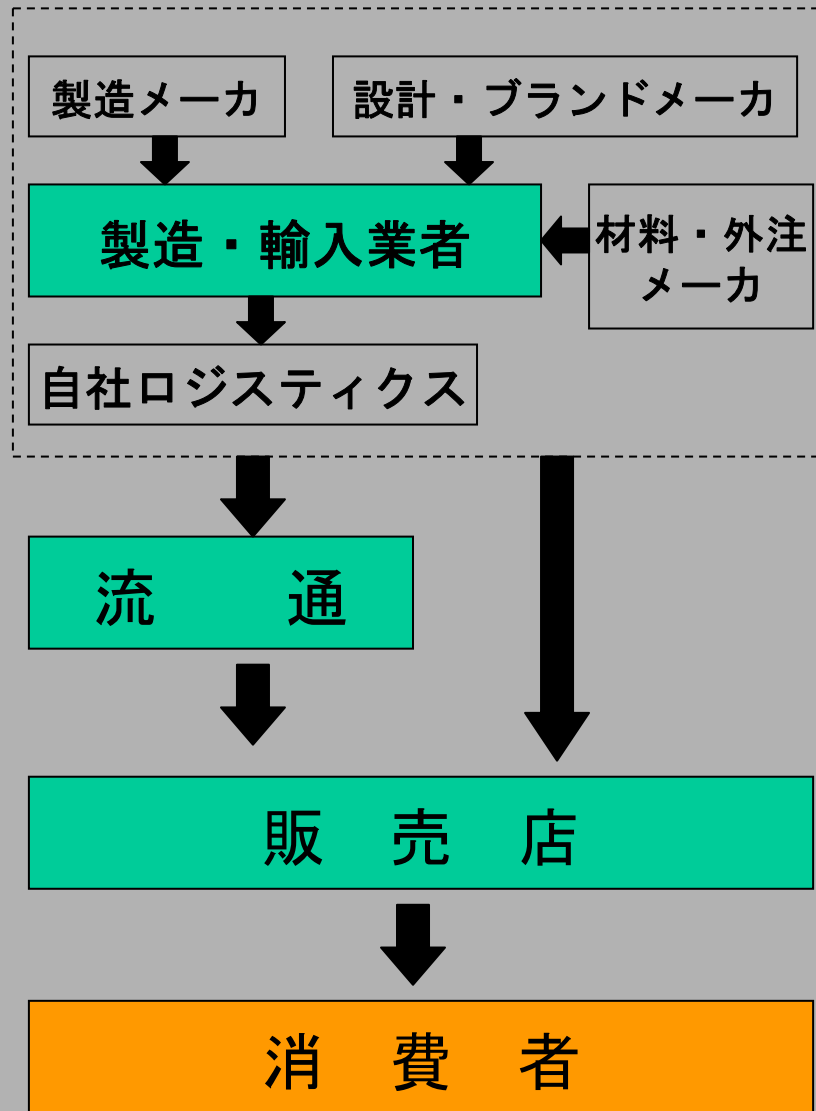 製造メーカ
設計・ブランドメーカ
製造・輸入業者
材料・外注
メーカ
自社ロジスティクス
流　通
販　売　店
消　費　者